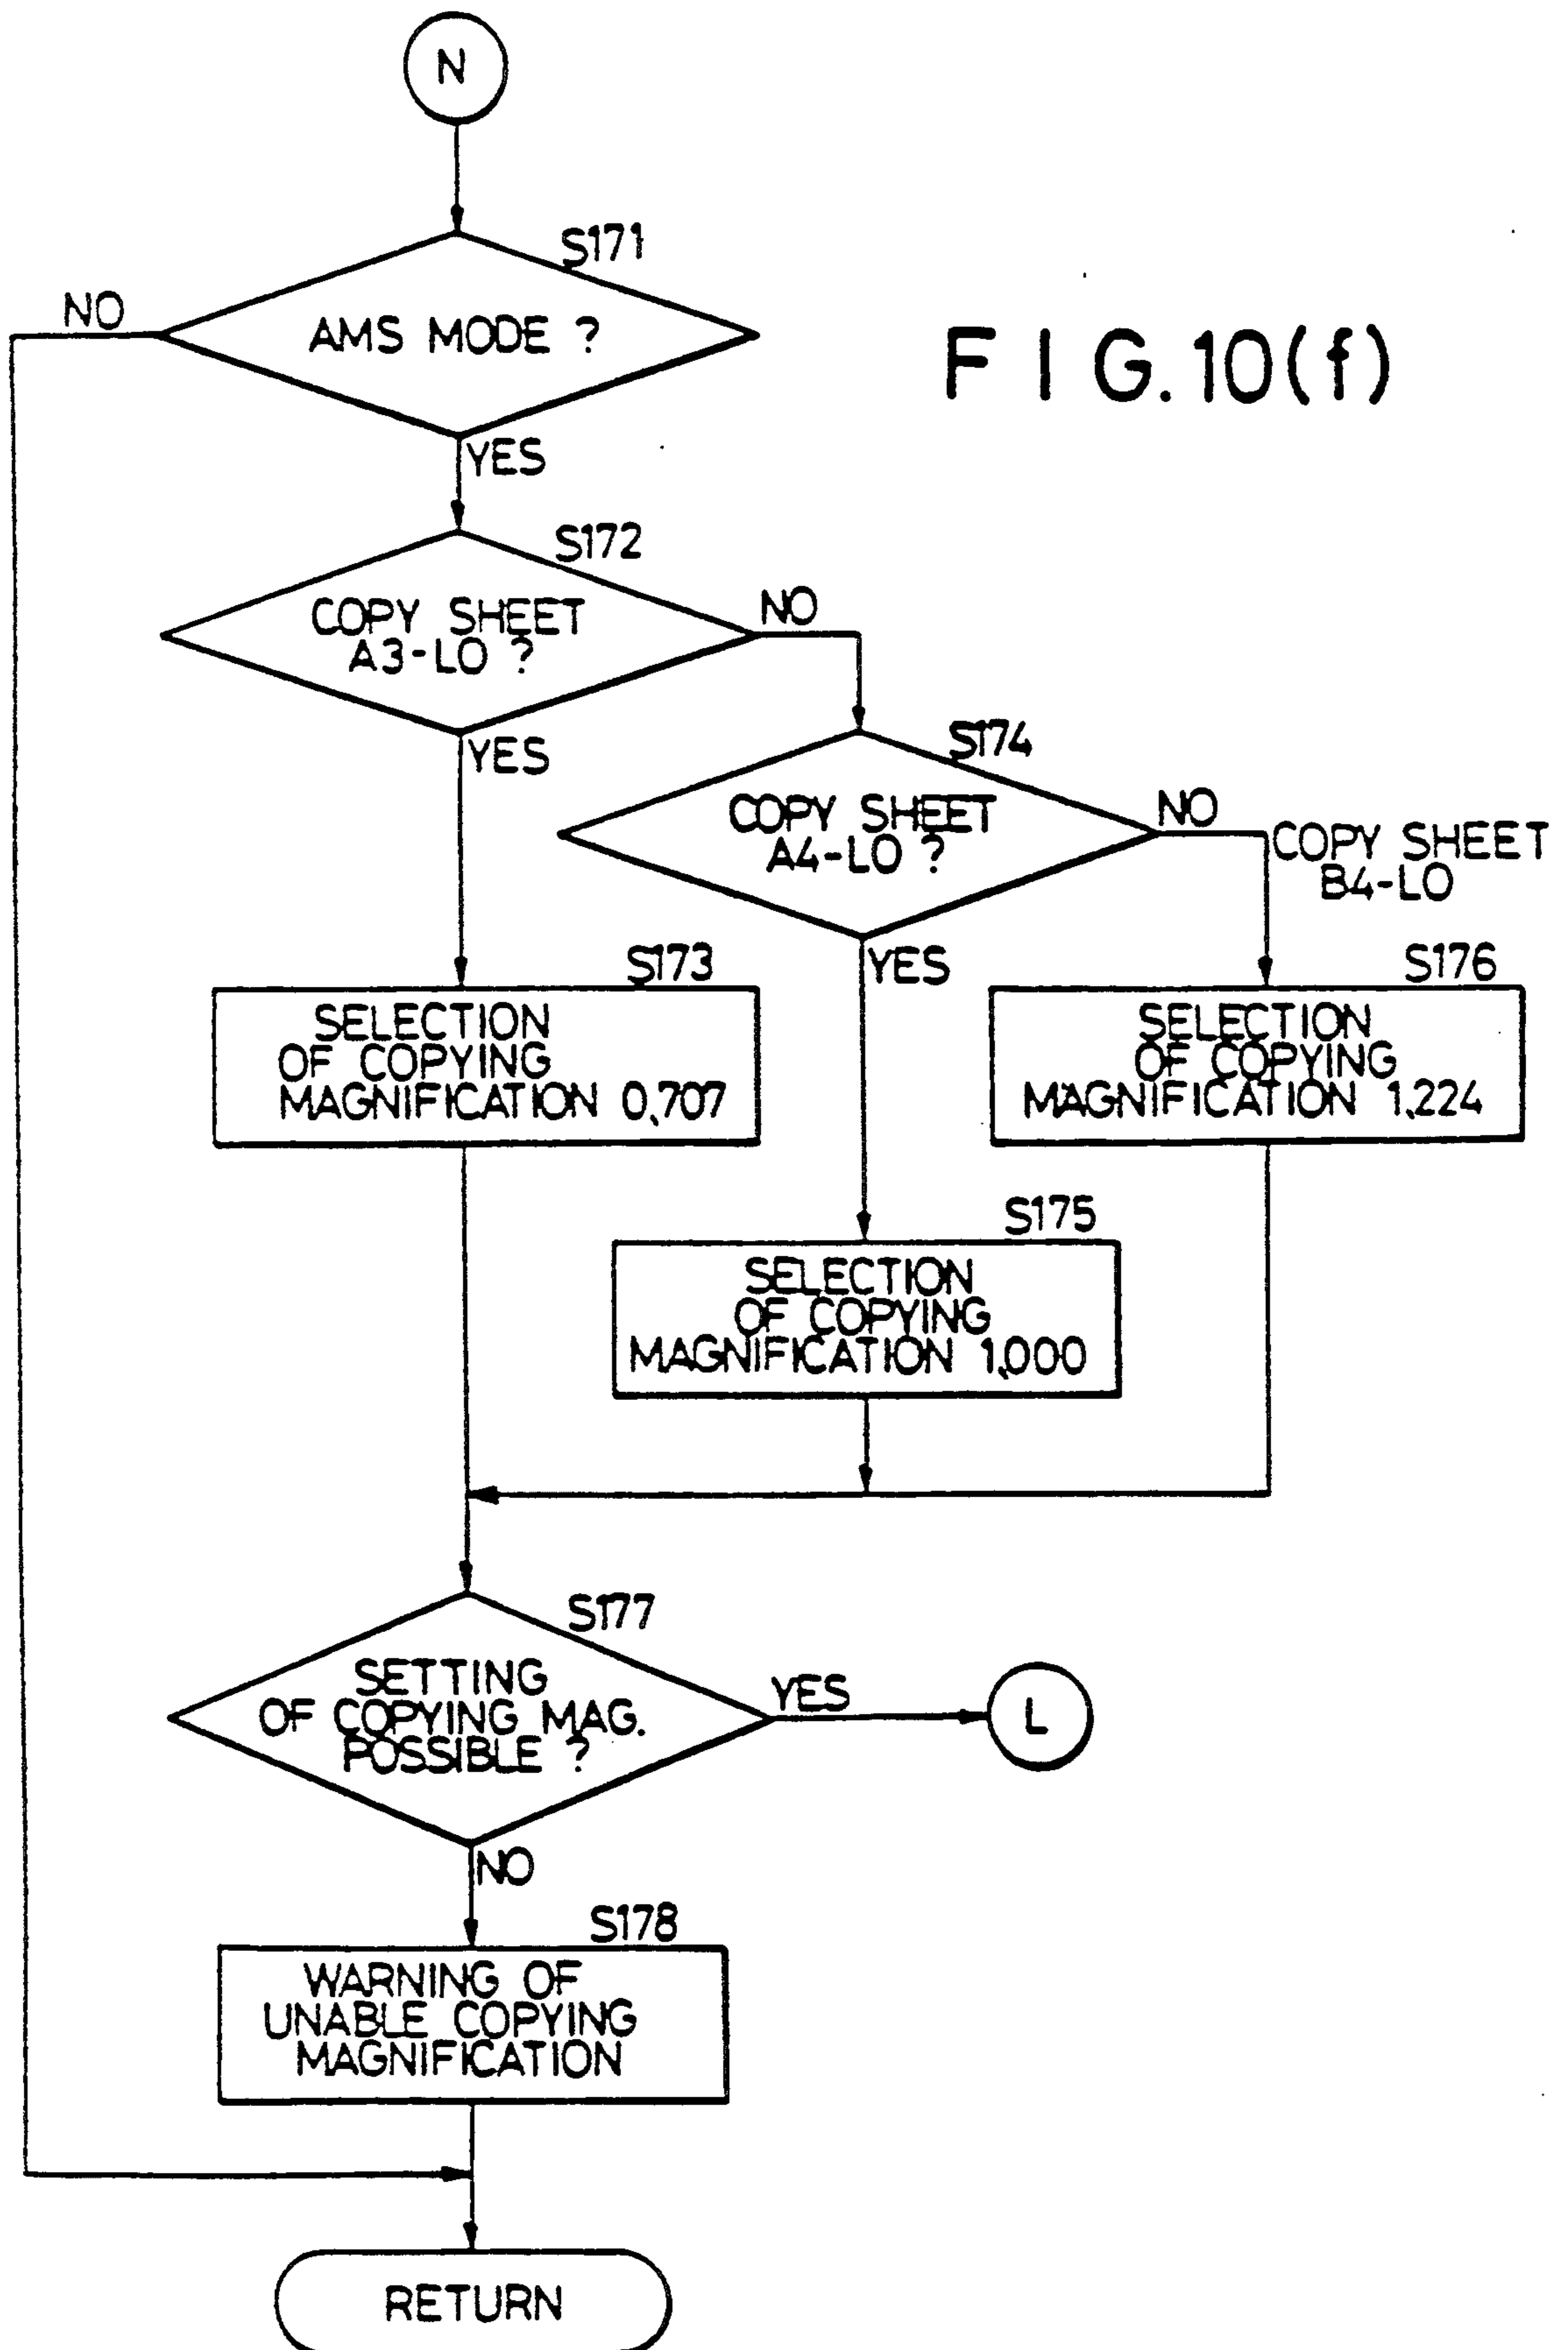 N
S171
NO
AMS MODE ?
F I G.10(f)
YES
S172
COPY SHEET
A3-LO ?
NO
YES
S174
COPY SHEET
A4-LO ?
NO
COPY SHEET
B4-LO
YES
S173
SELECTION
OF COPYING
MAGNIFICATION 0,707
S176
SELECTION
OF COPYING
MAGNIFICATION 1,224
S175
SELECTION
OF COPYING
MAGNIFICATION 1,000
S177
SETTING
OF COPYING MAG.
POSSIBLE ?
YES
L
NO
S178
WARNING OF
UNABLE COPYING
MAGNIFICATION
RETURN